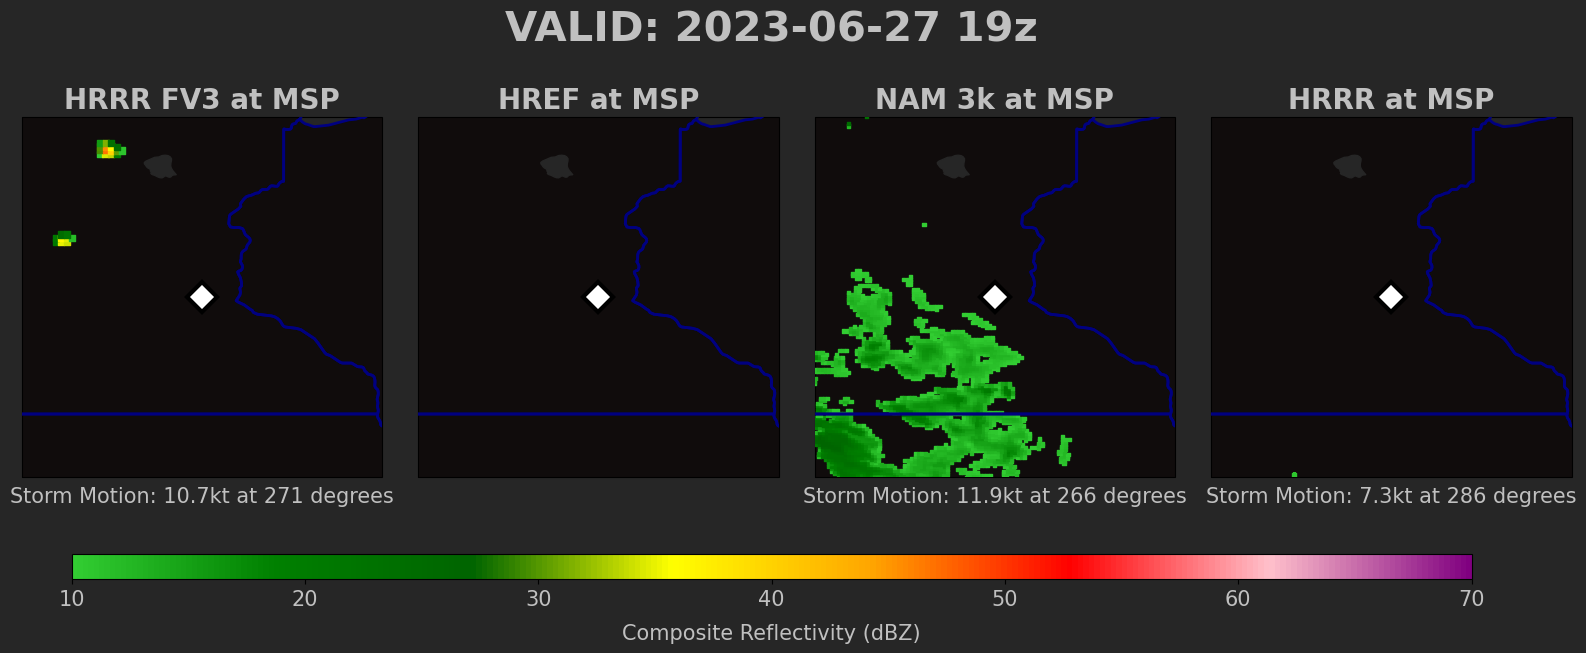 VALID: 2023-06-27 19z
HRRR FV3 at MSP
HREF at MSP
NAM 3k at MSP
HRRR at MSP
Storm Motion: 10.7kt at 271 degrees
Storm Motion: 11.9kt at 266 degrees
Storm Motion: 7.3kt at 286 degrees
10 20 30 40 50 60 70
Composite Reflectivity (dBZ)